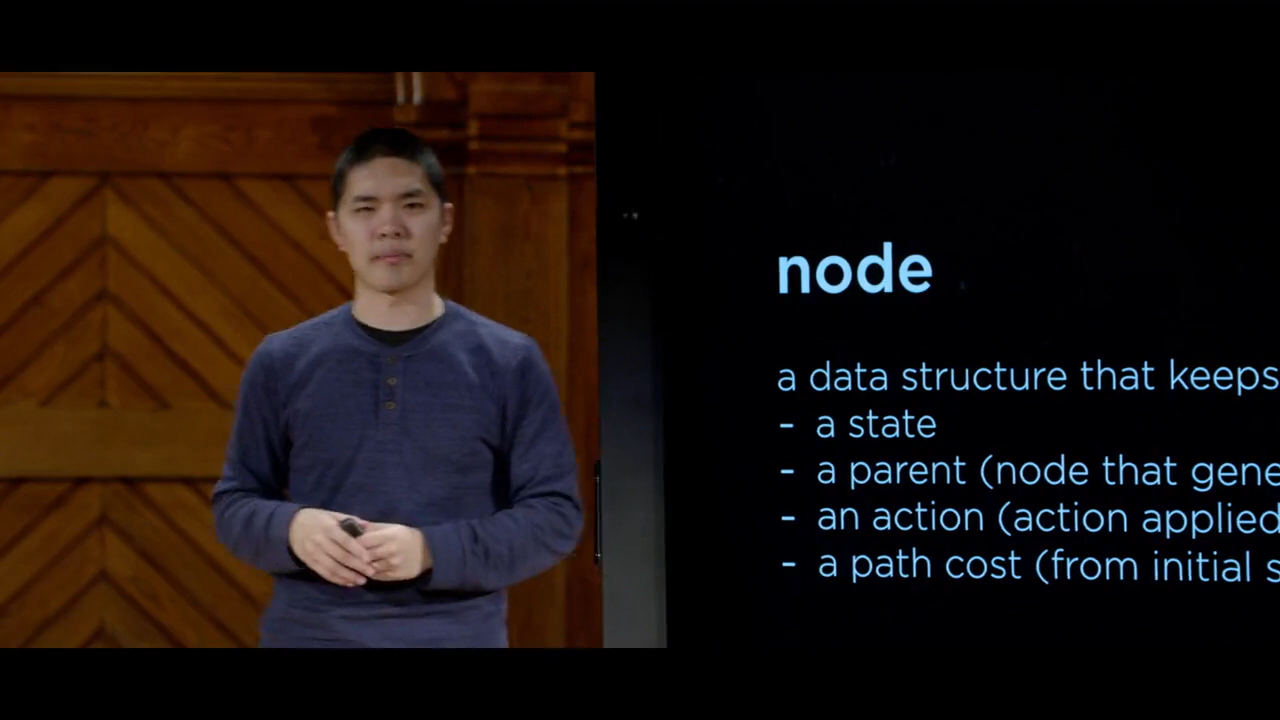 node
a data structure that keeps
- a state
- a parent (node that gene
- an action (action applied
- a path cost (from initial s